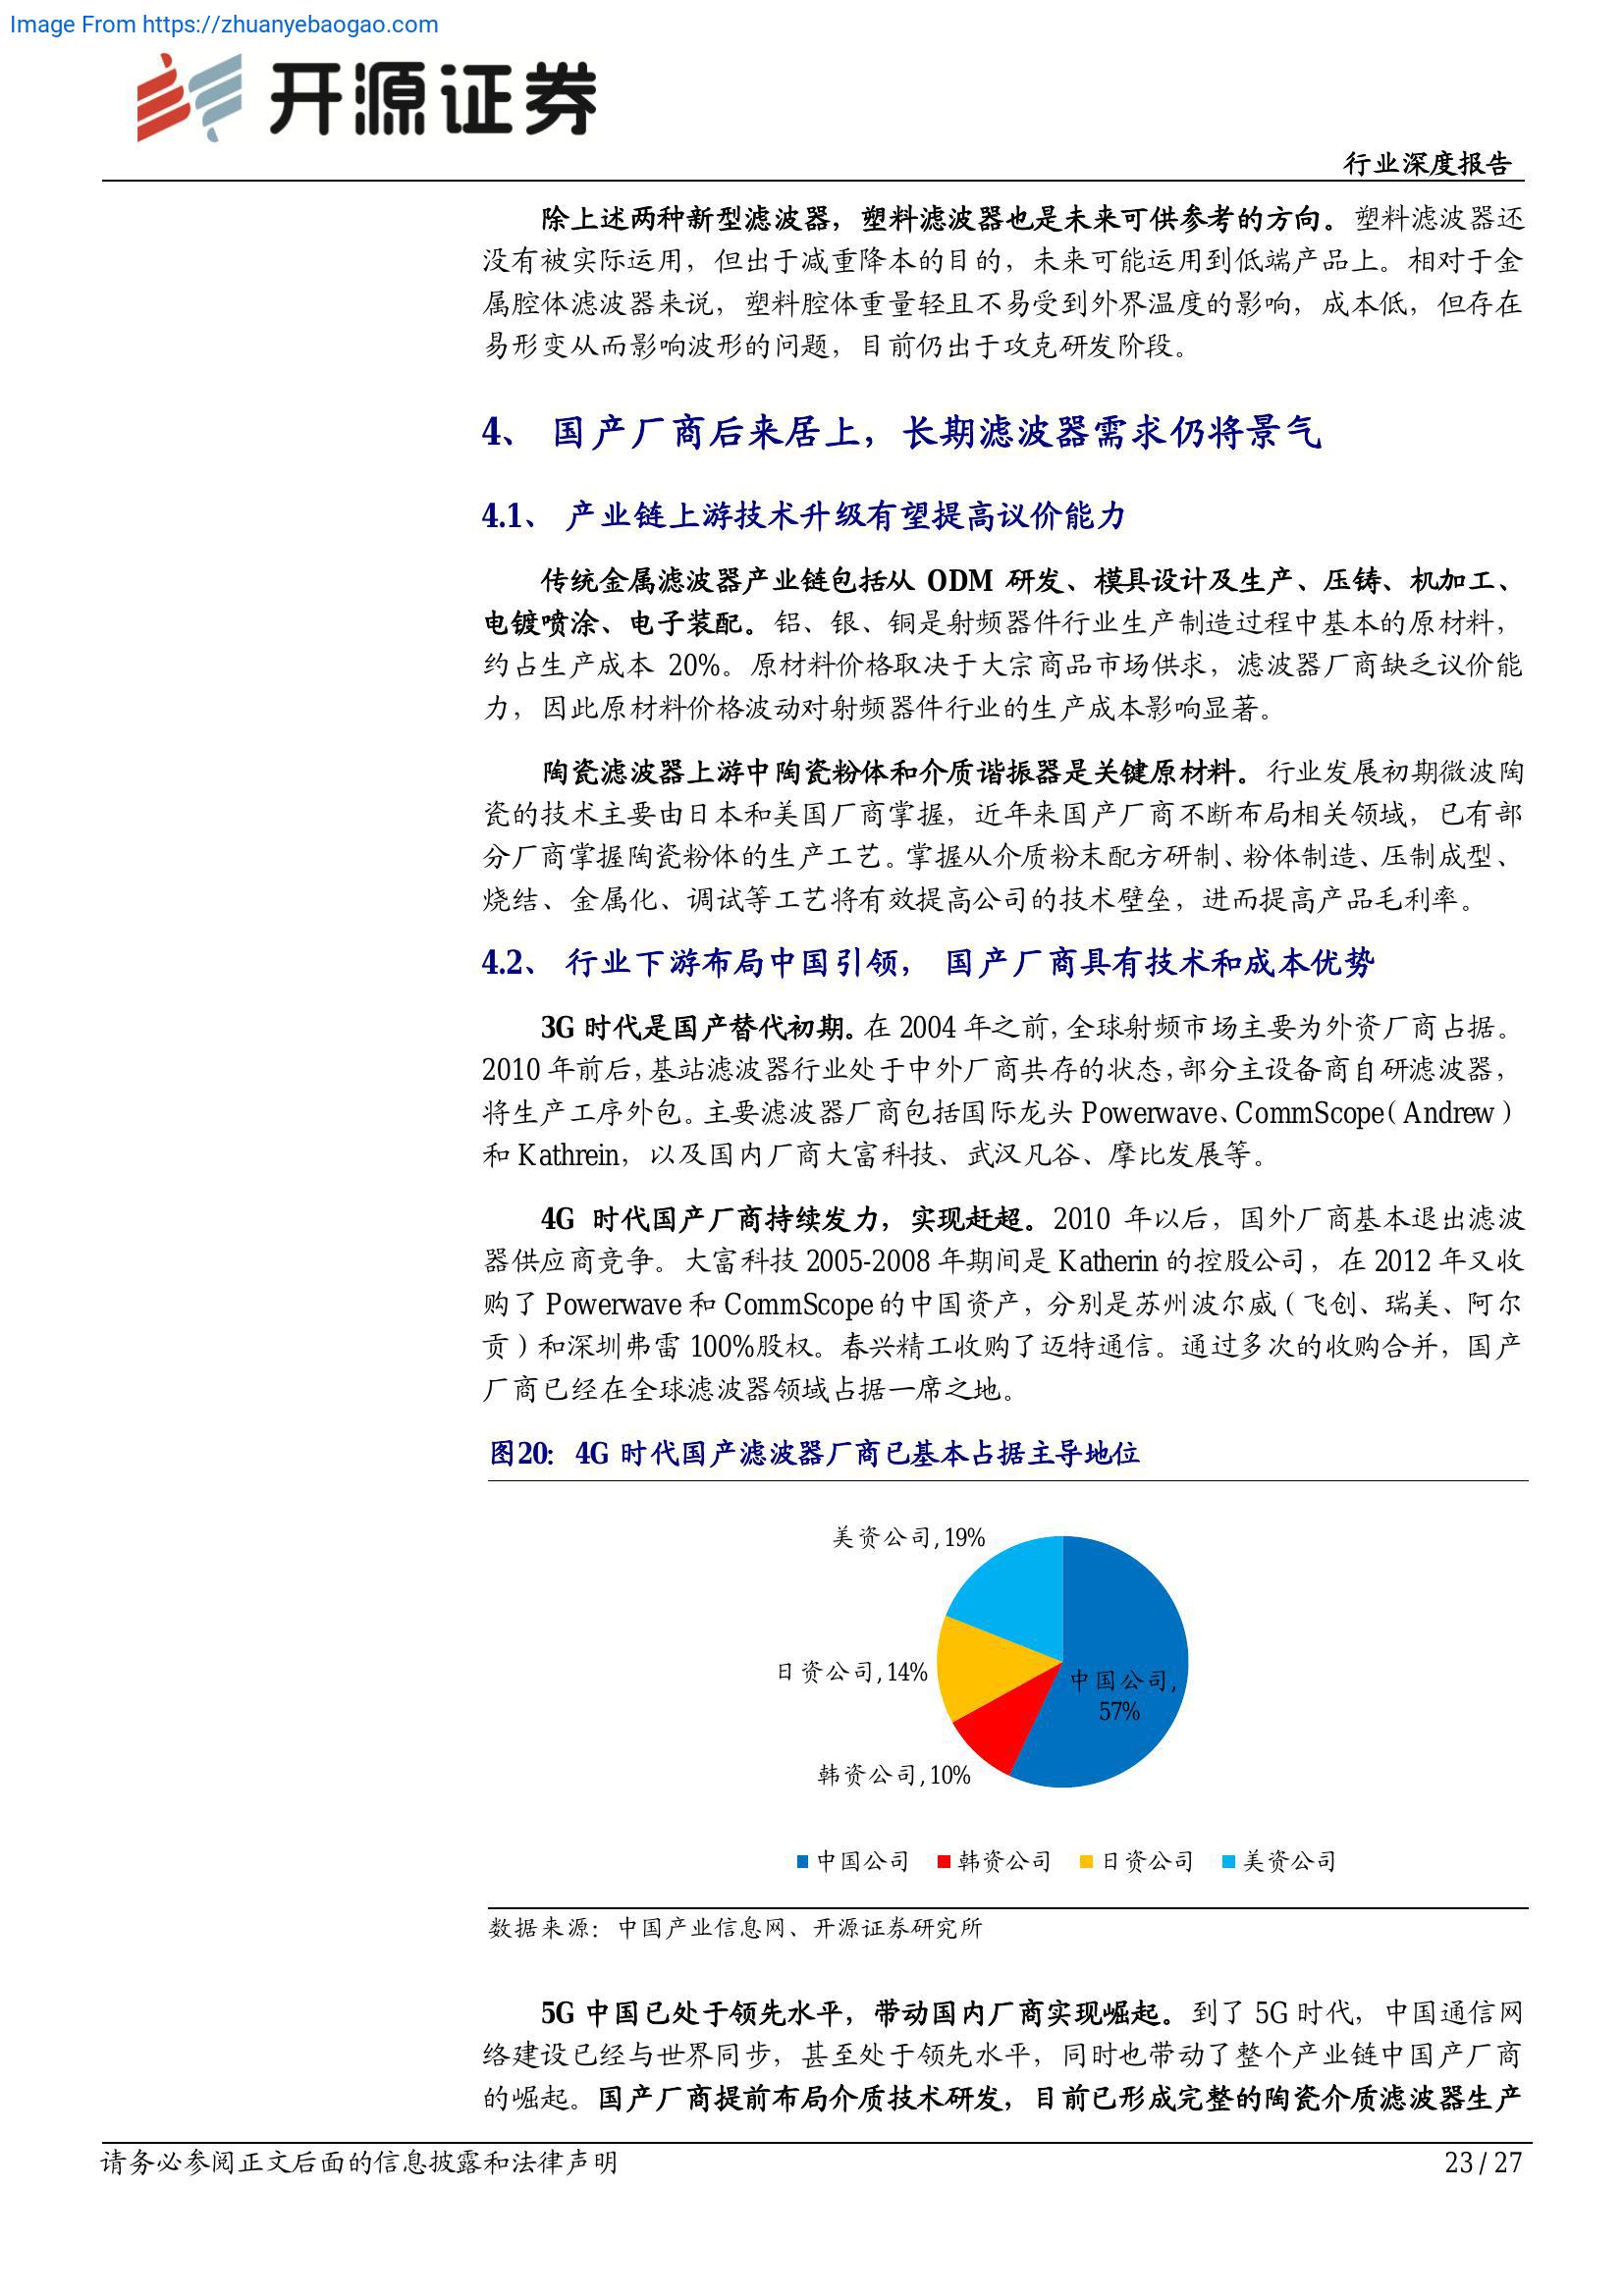 Image From https://zhuanyebaogao.com
开源证券
行业深度报告
除上述两种新型滤波器，塑料滤波器也是未来可供参考的方向。塑料滤波器还
没有被实际运用，但出于减重降本的目的，未来可能运用到低端产品上。相对于金
属腔体滤波器来说，塑料腔体重量轻且不易受到外界温度的影响，成本低，但存在
易形变从而影响波形的问题，目前仍出于攻克研发阶段。
4、 国产厂商后来居上，长期滤波器需求仍将景气
4.1、 产业链上游技术升级有望提高议价能力
传统金属滤波器产业链包括从 ODM 研发、模具设计及生产、压铸、机加工、
电镀喷涂、电子装配。铝、银、铜是射频器件行业生产制造过程中基本的原材料，
约占生产成本 20%。原材料价格取决于大宗商品市场供求，滤波器厂商缺乏议价能
力，因此原材料价格波动对射频器件行业的生产成本影响显著。
陶瓷滤波器上游中陶瓷粉体和介质谐振器是关键原材料。行业发展初期微波陶
瓷的技术主要由日本和美国厂商掌握，近年来国产厂商不断布局相关领域，已有部
分厂商掌握陶瓷粉体的生产工艺。掌握从介质粉末配方研制、粉体制造、压制成型、
烧结、金属化、调试等工艺将有效提高公司的技术壁垒，进而提高产品毛利率。
4.2、 行业下游布局中国引领， 国产厂商具有技术和成本优势
3G 时代是国产替代初期。在 2004 年之前，全球射频市场主要为外资厂商占据。
2010 年前后，基站滤波器行业处于中外厂商共存的状态，部分主设备商自研滤波器，
将生产工序外包。主要滤波器厂商包括国际龙头 Powerwave、CommScope（Andrew）
和 Kathrein，以及国内厂商大富科技、武汉凡谷、摩比发展等。
4G 时代国产厂商持续发力，实现赶超。2010 年以后，国外厂商基本退出滤波
器供应商竞争。大富科技 2005-2008 年期间是 Katherin 的控股公司，在 2012 年又收
购了 Powerwave 和 CommScope 的中国资产，分别是苏州波尔威（飞创、瑞美、阿尔
贡）和深圳弗雷 100%股权。春兴精工收购了迈特通信。通过多次的收购合并，国产
厂商已经在全球滤波器领域占据一席之地。
图20： 4G 时代国产滤波器厂商已基本占据主导地位
美资公司, 19%
日资公司, 14%
中国公司,
57%
韩资公司, 10%
中国公司 韩资公司 日资公司 美资公司
数据来源：中国产业信息网、开源证券研究所
5G 中国已处于领先水平，带动国内厂商实现崛起。到了 5G 时代，中国通信网
络建设已经与世界同步，甚至处于领先水平，同时也带动了整个产业链中国产厂商
的崛起。国产厂商提前布局介质技术研发，目前已形成完整的陶瓷介质滤波器生产
请务必参阅正文后面的信息披露和法律声明 23 / 27